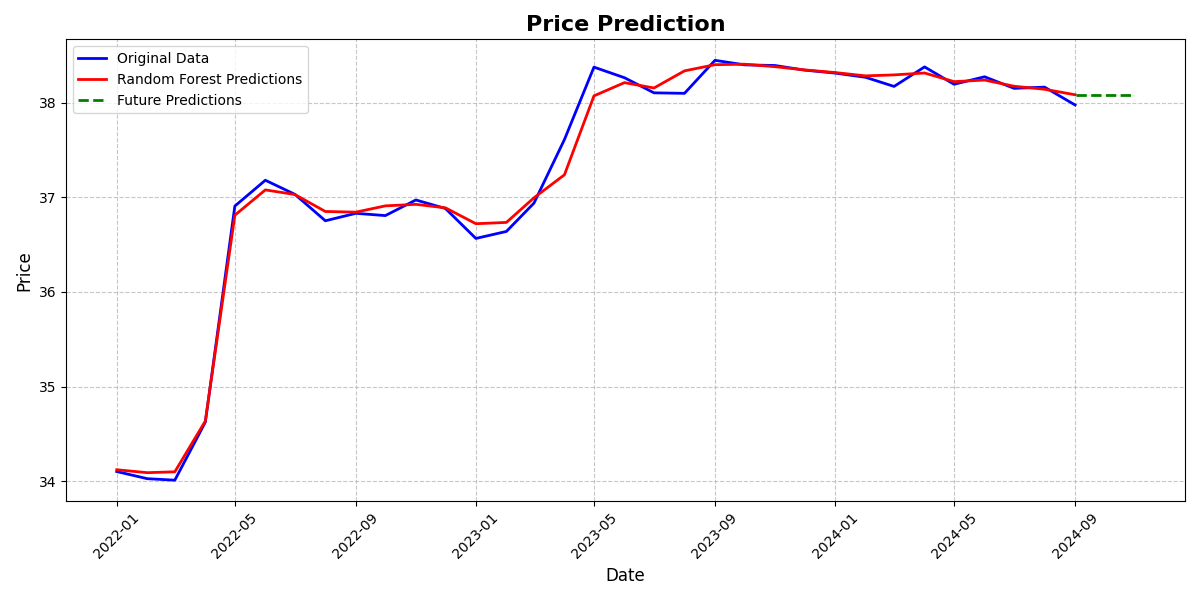 Price Prediction
Original Data
Random Forest Predictions
Future Predictions
Price
38
37
36
35
34
2022-01
2022-05
2022-09
2023-01
2023-05
2023-09
2024-01
2024-05
2024-09
Date